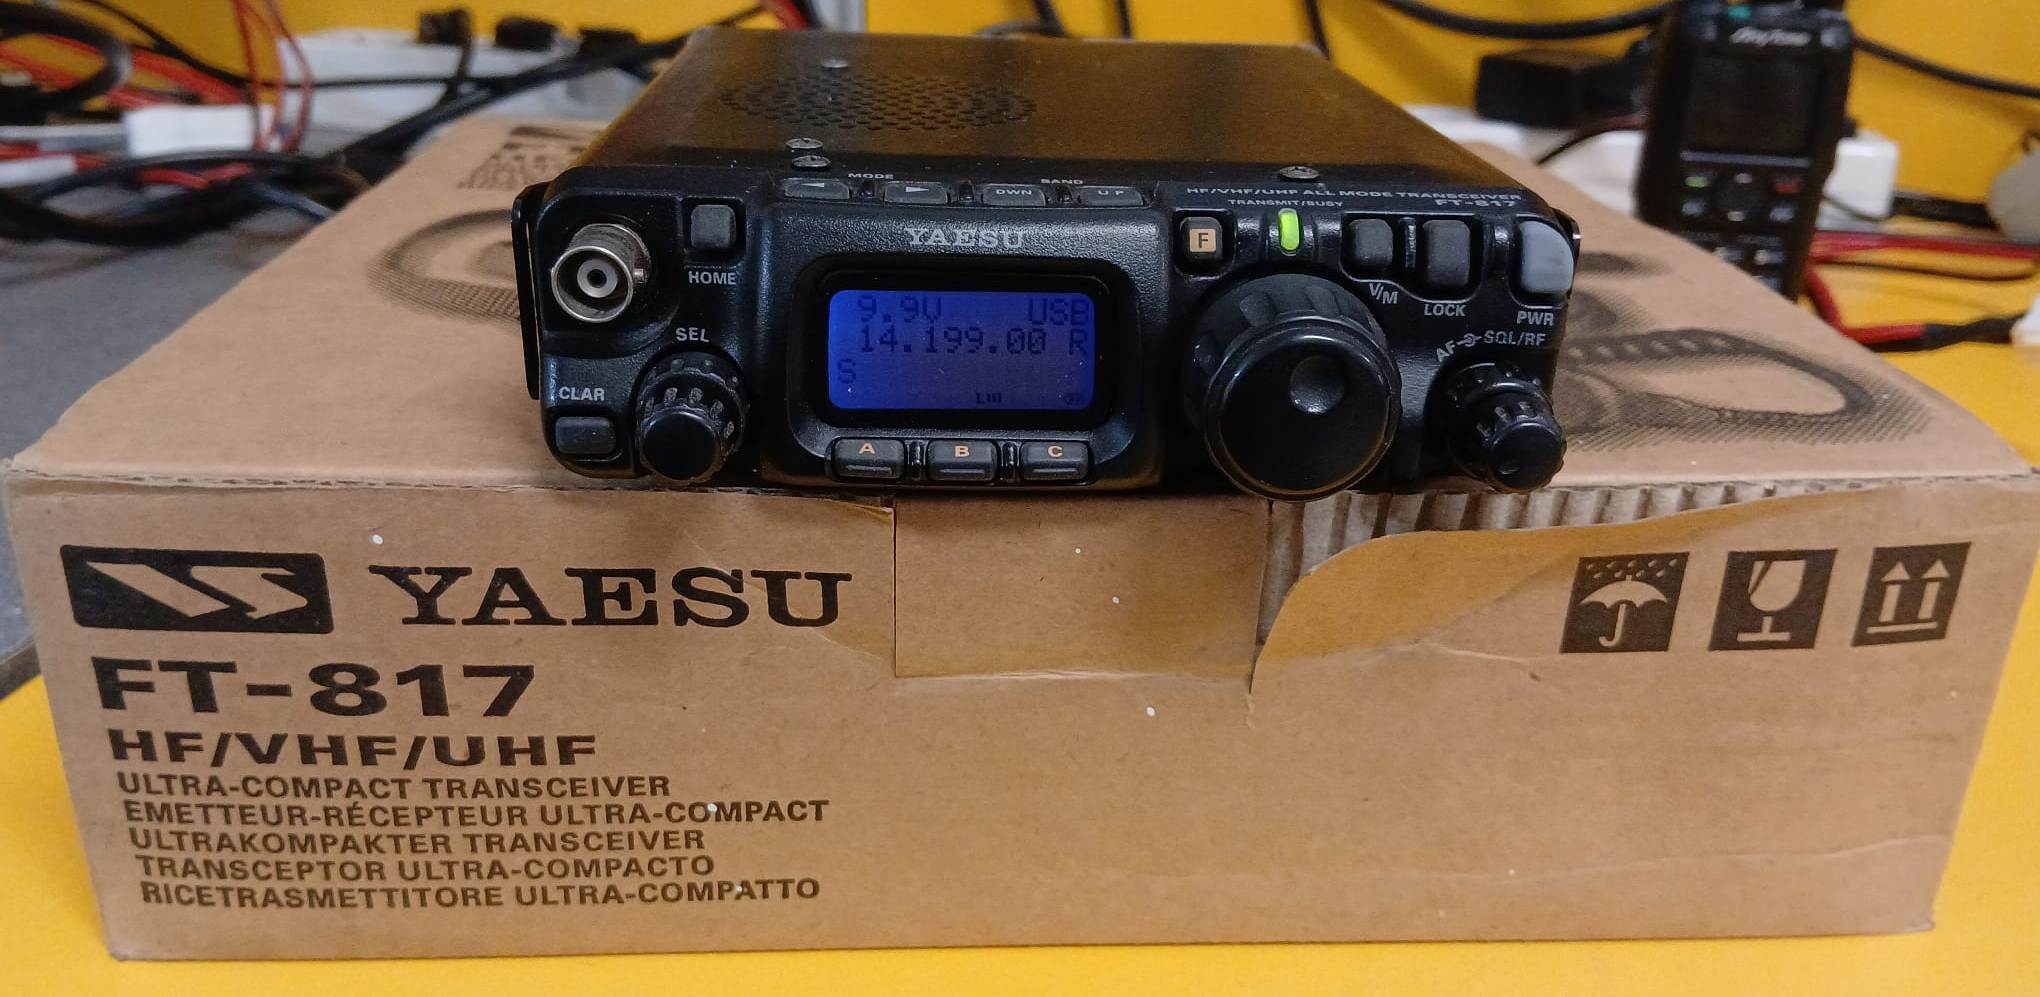 AnyTone
MODE
BAND
DWN
UP
HF/VHF/UHF ALL MODE TRANSCEIVER
FT-817
TRANSMIT/BUSY
YAESU
F
HOME
V/M
LOCK
PWR
SEL
AF SQL/RF
CLAR
9.9V USB
14.199.00 R
S
A
B
C
YAESU
FT-817
HF/VHF/UHF
ULTRA-COMPACT TRANSCEIVER
EMETTEUR-RÉCEPTEUR ULTRA-COMPACT
ULTRAKOMPAKTER TRANSCEIVER
TRANSCEPTOR ULTRA-COMPACTO
RICETRASMETTITORE ULTRA-COMPATTO